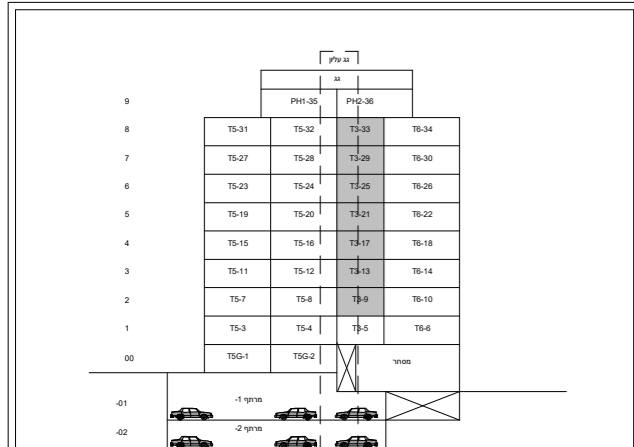 גג עליון
גג
9 PH1-35 PH2-36
8 T5-31 T5-32 T3-33 T6-34
7 T5-27 T5-28 T3-29 T6-30
6 T5-23 T5-24 T3-25 T6-26
5 T5-19 T5-20 T3-21 T6-22
4 T5-15 T5-16 T3-17 T6-18
3 T5-11 T5-12 T3-13 T6-14
2 T5-7 T5-8 T3-9 T6-10
1 T5-3 T5-4 T3-5 T6-6
00 T5G-1 T5G-2 מסחר
-01 מרתף 1-
-02 מרתף 2-